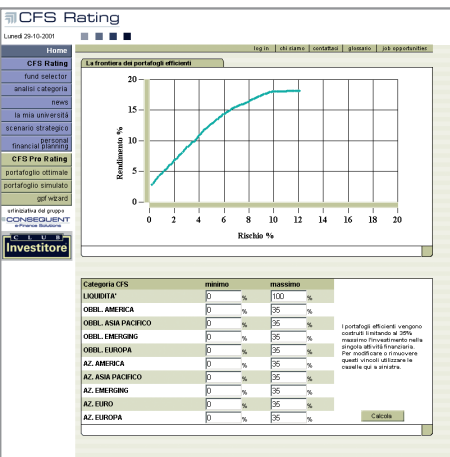 CFS Rating
Lunedì 29-10-2001
log in chi siamo contattaci glossario job opportunities
Home
CFS Rating
fund selector
analisi categoria
news
la mia università
scenario strategico
personal
financial planning
CFS Pro Rating
portafoglio ottimale
portafoglio simulato
gpf wizard
un'iniziativa del gruppo
CONSEQUENT
e-Finance Solutions
CLUB
Investitore
La frontiera dei portafogli efficienti
Rendimento %
20
15
10
5
0
0 2 4 6 8 10 12 14 16 18 20
Rischio %
Categoria CFS minimo massimo
LIQUIDITA' 0 % 100 %
OBBL. AMERICA 0 % 35 %
OBBL. ASIA PACIFICO 0 % 35 %
OBBL. EMERGING 0 % 35 %
OBBL. EUROPA 0 % 35 %
AZ. AMERICA 0 % 35 %
AZ. ASIA PACIFICO 0 % 35 %
AZ. EMERGING 0 % 35 %
AZ. EURO 0 % 35 %
AZ. EUROPA 0 % 35 %
I portafogli efficienti vengono
costruiti limitando al 35%
massimo l'investimento nella
singola attività finanziaria.
Per modificare o rimuovere
questi vincoli utilizzare le
caselle qui a sinistra.
Calcola